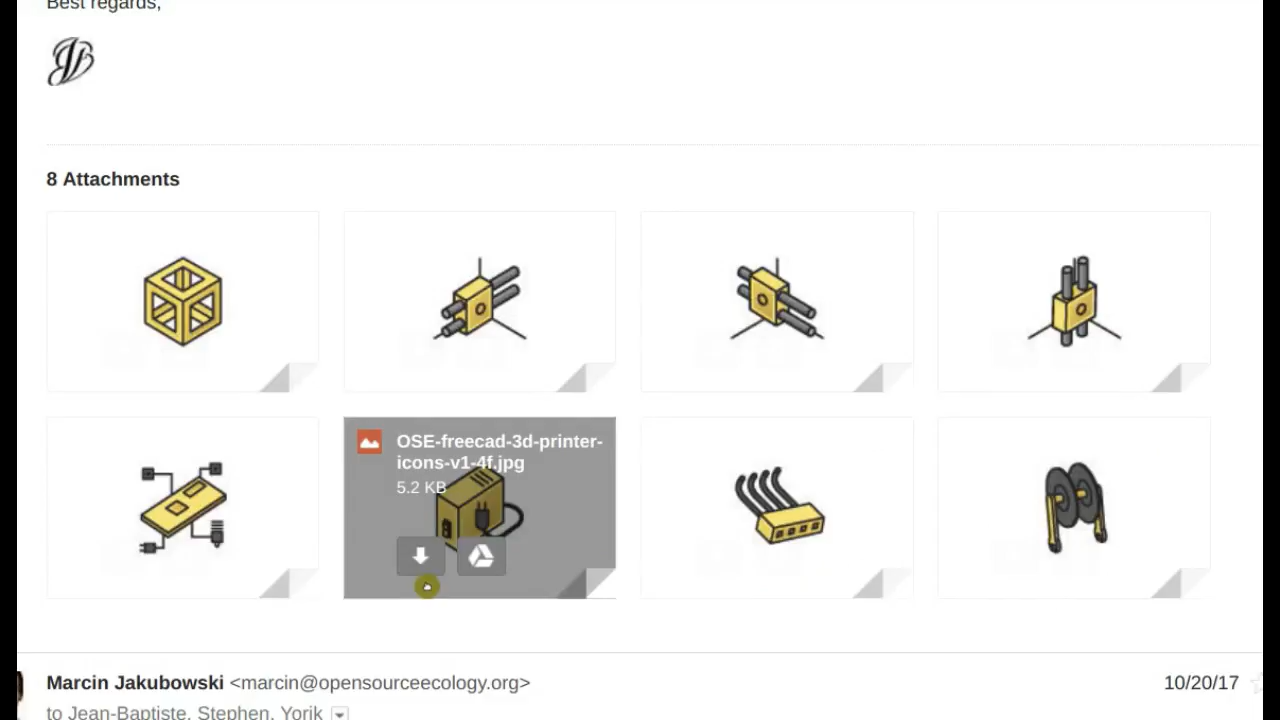 Best regards,
8 Attachments
OSE-freecad-3d-printer-
icons-v1-4f.jpg
5.2 KB
Marcin Jakubowski <marcin@opensourceecology.org>
10/20/17
to Jean-Baptiste, Stephen, Yorik